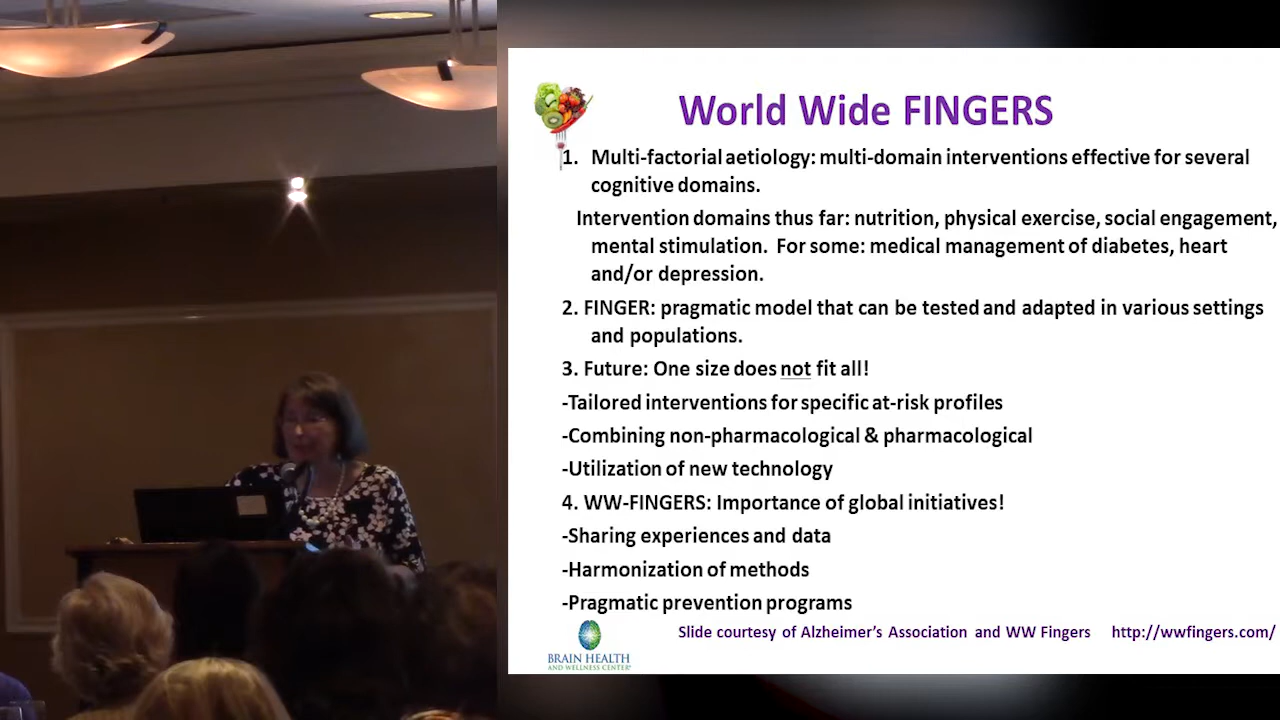 World Wide FINGERS
1. Multi-factorial aetiology: multi-domain interventions effective for several
cognitive domains.
Intervention domains thus far: nutrition, physical exercise, social engagement,
mental stimulation. For some: medical management of diabetes, heart
and/or depression.
2. FINGER: pragmatic model that can be tested and adapted in various settings
and populations.
3. Future: One size does not fit all!
-Tailored interventions for specific at-risk profiles
-Combining non-pharmacological & pharmacological
-Utilization of new technology
4. WW-FINGERS: Importance of global initiatives!
-Sharing experiences and data
-Harmonization of methods
-Pragmatic prevention programs
Slide courtesy of Alzheimer's Association and WW Fingers http://wwfingers.com/
BRAIN HEALTH
AND WELLNESS CENTER®